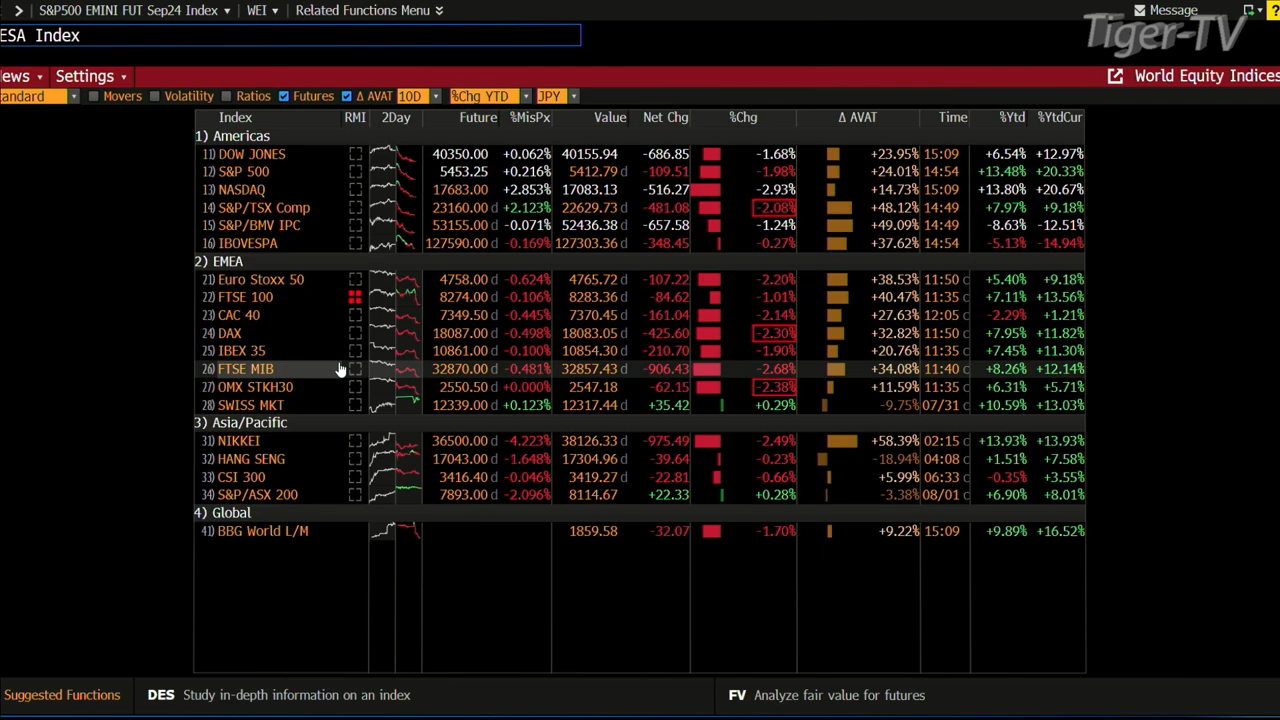 > S&P500 EMINI FUT Sep24 Index ▾ WEI ▾ Related Functions Menu Message ?
Tiger-TV
ESA Index
ews ▾ Settings ▾ World Equity Indices
andard ▾ Movers Volatility Ratios Futures Δ AVAT 10D ▾ %Chg YTD ▾ JPY ▾
Index RMI 2Day Future %MisPx Value Net Chg %Chg Δ AVAT Time %Ytd %YtdCur
1) Americas
11) DOW JONES 40350.00 +0.062% 40155.94 -686.85 -1.68% +23.95% 15:09 +6.54% +12.97%
12) S&P 500 5453.25 +0.216% 5412.79 d -109.51 -1.98% +24.01% 14:54 +13.48% +20.33%
13) NASDAQ 17683.00 +2.853% 17083.13 -516.27 -2.93% +14.73% 15:09 +13.80% +20.67%
14) S&P/TSX Comp 23160.00 d +2.123% 22629.73 d -481.08 -2.08% +48.12% 14:49 +7.97% +9.18%
15) S&P/BMV IPC 53155.00 d -0.071% 52436.38 d -657.58 -1.24% +49.09% 14:49 -8.63% -12.51%
16) IBOVESPA 127590.00 d -0.169% 127303.36 d -348.45 -0.27% +37.62% 14:54 -5.13% -14.94%
2) EMEA
21) Euro Stoxx 50 4758.00 d -0.624% 4765.72 d -107.22 -2.20% +38.53% 11:50 c +5.40% +9.18%
22) FTSE 100 8274.00 d -0.106% 8283.36 d -84.62 -1.01% +40.47% 11:35 c +7.11% +13.56%
23) CAC 40 7349.50 d -0.445% 7370.45 d -161.04 -2.14% +27.63% 12:05 c -2.29% +1.21%
24) DAX 18087.00 d -0.498% 18083.05 d -425.60 -2.30% +32.82% 11:50 c +7.95% +11.82%
25) IBEX 35 10861.00 d -0.100% 10854.30 d -210.70 -1.90% +20.76% 11:35 c +7.45% +11.30%
26) FTSE MIB 32870.00 d -0.481% 32857.43 d -906.43 -2.68% +34.08% 11:40 c +8.26% +12.14%
27) OMX STKH30 2550.50 d +0.000% 2547.18 d -62.15 -2.38% +11.59% 11:35 c +6.31% +5.71%
28) SWISS MKT 12339.00 d +0.123% 12317.44 d +35.42 +0.29% -9.75% 07/31 c +10.59% +13.03%
3) Asia/Pacific
31) NIKKEI 36500.00 d -4.223% 38126.33 d -975.49 -2.49% +58.39% 02:15 c +13.93% +13.93%
32) HANG SENG 17043.00 d -1.648% 17304.96 d -39.64 -0.23% -18.94% 04:08 c +1.51% +7.58%
33) CSI 300 3416.40 d -0.046% 3419.27 d -22.81 -0.66% +5.99% 06:33 c -0.35% +3.55%
34) S&P/ASX 200 7893.00 d -2.096% 8114.67 +22.33 +0.28% -3.38% 08/01 c +6.90% +8.01%
4) Global
41) BBG World L/M 1859.58 -32.07 -1.70% +9.22% 15:09 +9.89% +16.52%
Suggested Functions DES Study in-depth information on an index FV Analyze fair value for futures